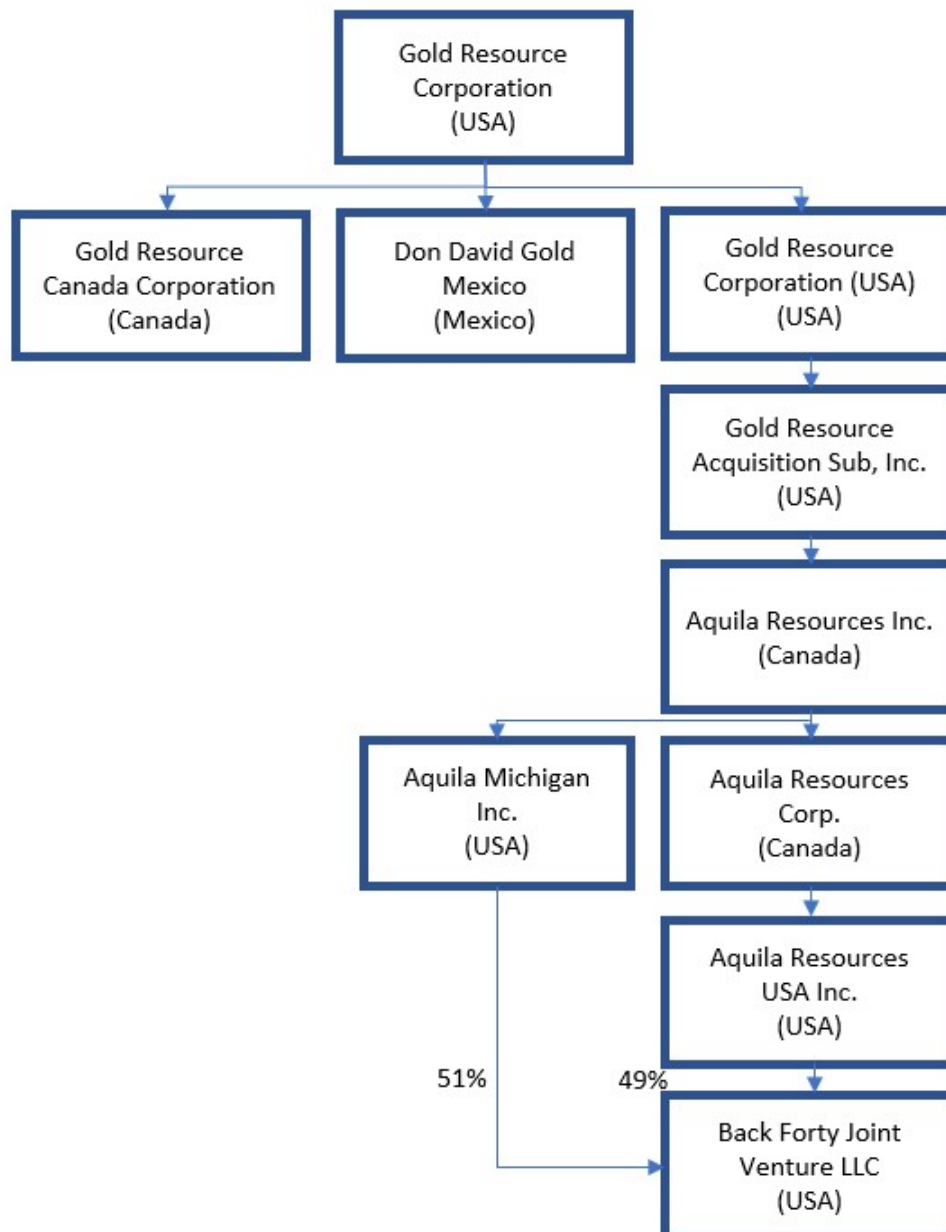 Gold Resource
Corporation
(USA)
Gold Resource
Canada Corporation
(Canada)
Don David Gold
Mexico
(Mexico)
Gold Resource
Corporation (USA)
(USA)
Gold Resource
Acquisition Sub, Inc.
(USA)
Aquila Resources Inc.
(Canada)
Aquila Michigan
Inc.
(USA)
Aquila Resources
Corp.
(Canada)
Aquila Resources
USA Inc.
(USA)
51%
49%
Back Forty Joint
Venture LLC
(USA)